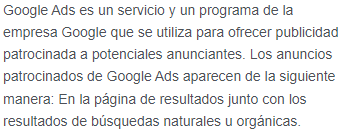 Google Ads es un servicio y un programa de la
empresa Google que se utiliza para ofrecer publicidad
patrocinada a potenciales anunciantes. Los anuncios
patrocinados de Google Ads aparecen de la siguiente
manera: En la página de resultados junto con los
resultados de búsquedas naturales u orgánicas.